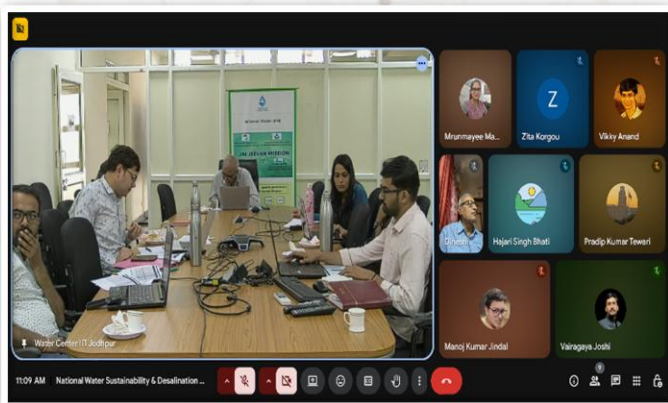 Mrunmayee Ma...
Z
Zita Korgou
Vikky Anand
JAL JEEVAN MISSION
Hajari Singh Bhati
Pradip Kumar Tewari
Water Center IIT Jodhpur
Manoj Kumar Jindal
Vairagaya Joshi
11:09 AM
National Water Sustainability & Desalination ...
9